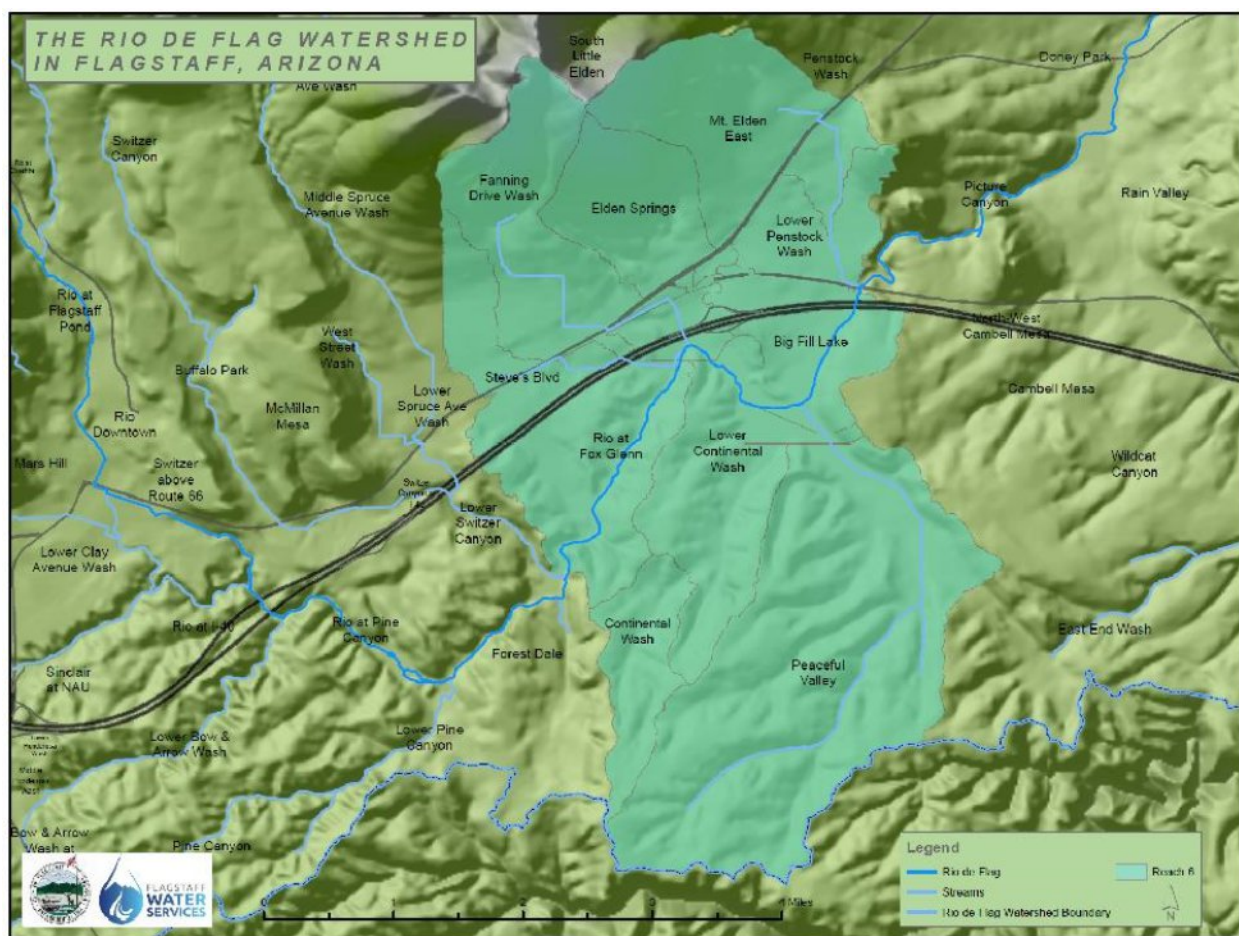 THE RIO DE FLAG WATERSHED
IN FLAGSTAFF, ARIZONA
Ave Wash
South
Little
Elden
Penstock
Wash
Doney Park
Switzer
Canyon
Mt. Elden
East
Middle Spruce
Avenue Wash
Fanning
Drive Wash
Elden Springs
Picture
Canyon
Rain Valley
Lower
Penstock
Wash
Rio at
Flagstaff
Pond
West
Street
Wash
North-West
Cambell Mesa
Big Fill Lake
Buffalo Park
Steve's Blvd
Cambell Mesa
Lower
Spruce Ave
Wash
McMillan
Mesa
Rio
Downtown
Rio at
Fox Glenn
Lower
Continental
Wash
Mars Hill
Switzer
above
Route 66
Wildcat
Canyon
Switzer
Canyon
Lower
Switzer
Canyon
Lower Clay
Avenue Wash
Rio at I-40
Rio at Pine
Canyon
Continental
Wash
East End Wash
Forest Dale
Sinclair
at NAU
Peaceful
Valley
Lower Bow &
Arrow Wash
Lower Pine
Canyon
Bow & Arrow
Wash at
Pine Canyon
FLAGSTAFF
WATER
SERVICES
0 1 2 3 4 Miles
Legend
Rio de Flag
Streams
Rio de Flag Watershed Boundary
Reach 6
N